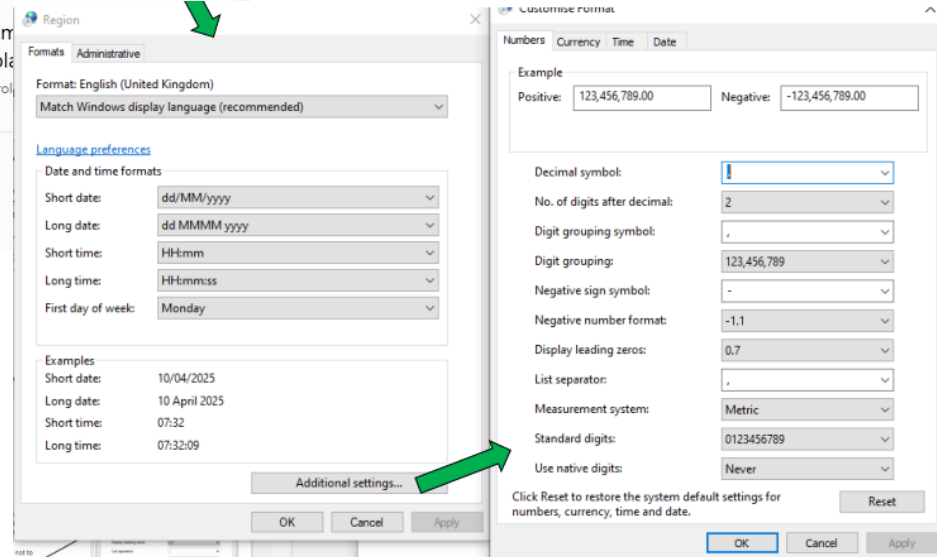 Region
Formats Administrative
Format: English (United Kingdom)
Match Windows display language (recommended)
Language preferences
Date and time formats
Short date: dd/MM/yyyy
Long date: dd MMMM yyyy
Short time: HH:mm
Long time: HH:mm:ss
First day of week: Monday
Examples
Short date: 10/04/2025
Long date: 10 April 2025
Short time: 07:32
Long time: 07:32:09
Additional settings...
OK Cancel Apply
not to
Customise Format
Numbers Currency Time Date
Example
Positive: 123,456,789.00 Negative: -123,456,789.00
Decimal symbol: .
No. of digits after decimal: 2
Digit grouping symbol: ,
Digit grouping: 123,456,789
Negative sign symbol: -
Negative number format: -1.1
Display leading zeros: 0.7
List separator: ,
Measurement system: Metric
Standard digits: 0123456789
Use native digits: Never
Click Reset to restore the system default settings for
numbers, currency, time and date.
Reset
OK Cancel Apply